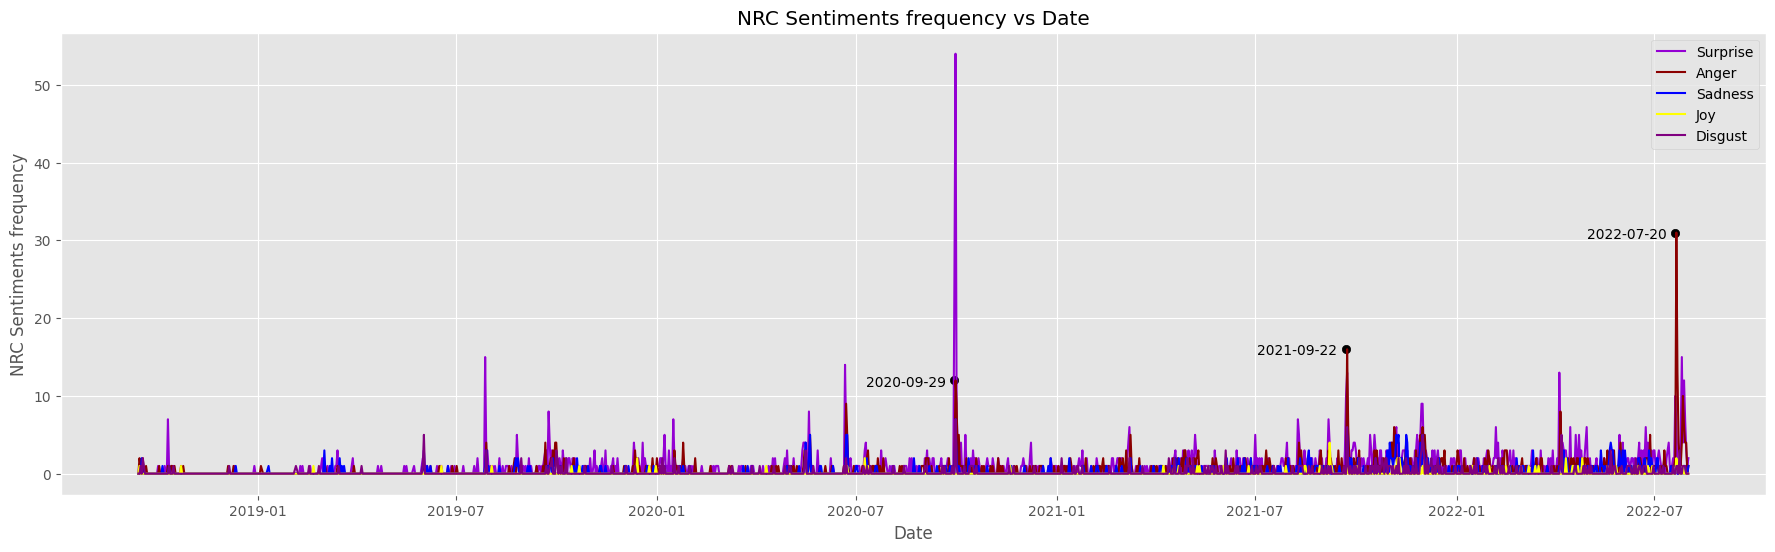 NRC Sentiments frequency vs Date
Surprise
Anger
Sadness
Joy
Disgust
NRC Sentiments frequency
50
40
30
20
10
0
2020-09-29
2021-09-22
2022-07-20
2019-01
2019-07
2020-01
2020-07
2021-01
2021-07
2022-01
2022-07
Date